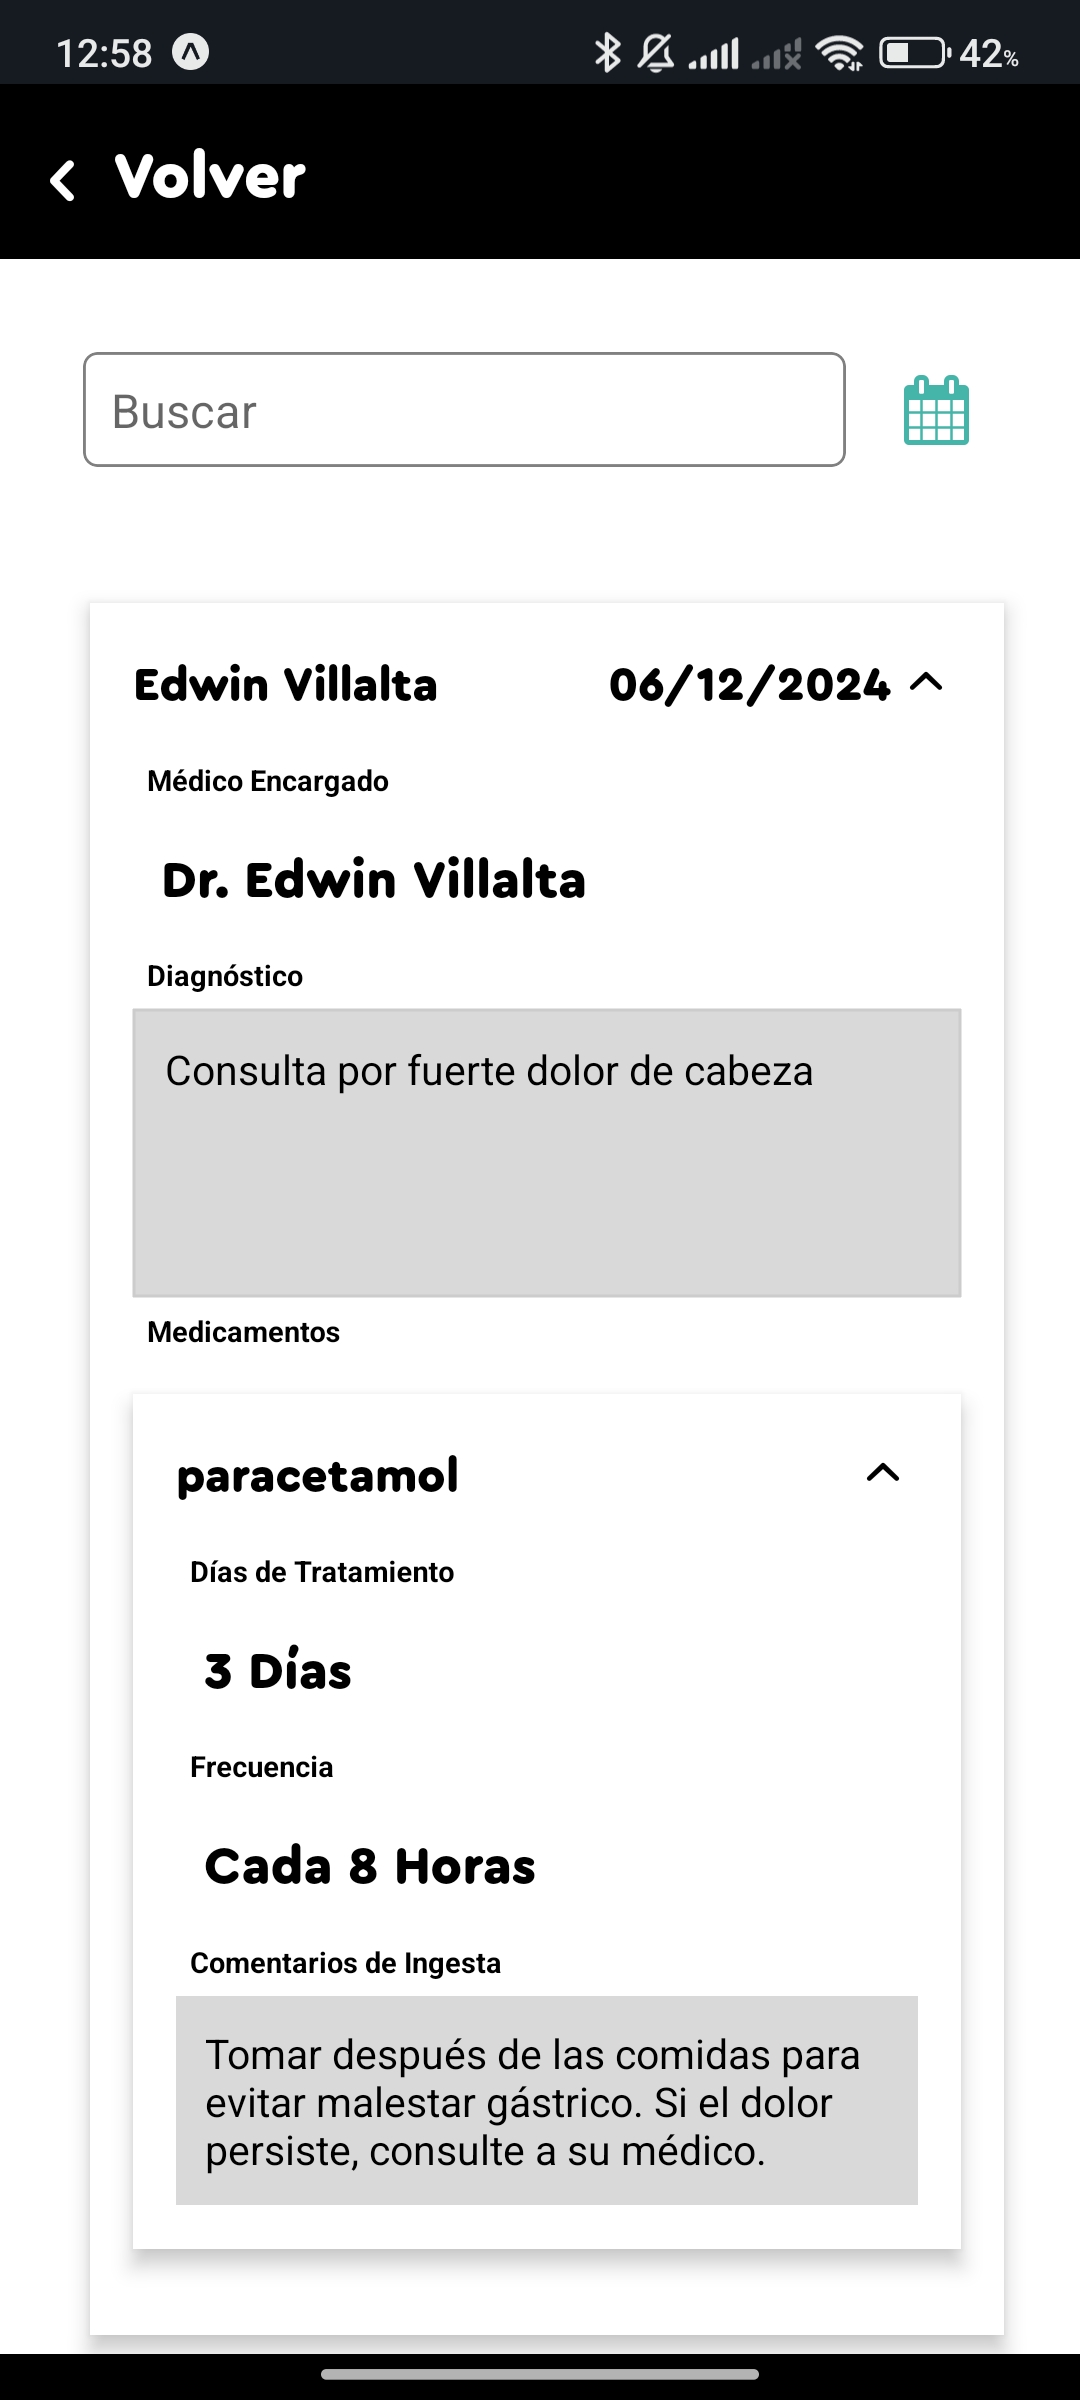 12:58
42%
Volver
Buscar
Edwin Villalta 06/12/2024
Médico Encargado
Dr. Edwin Villalta
Diagnóstico
Consulta por fuerte dolor de cabeza
Medicamentos
paracetamol
Días de Tratamiento
3 Días
Frecuencia
Cada 8 Horas
Comentarios de Ingesta
Tomar después de las comidas para
evitar malestar gástrico. Si el dolor
persiste, consulte a su médico.